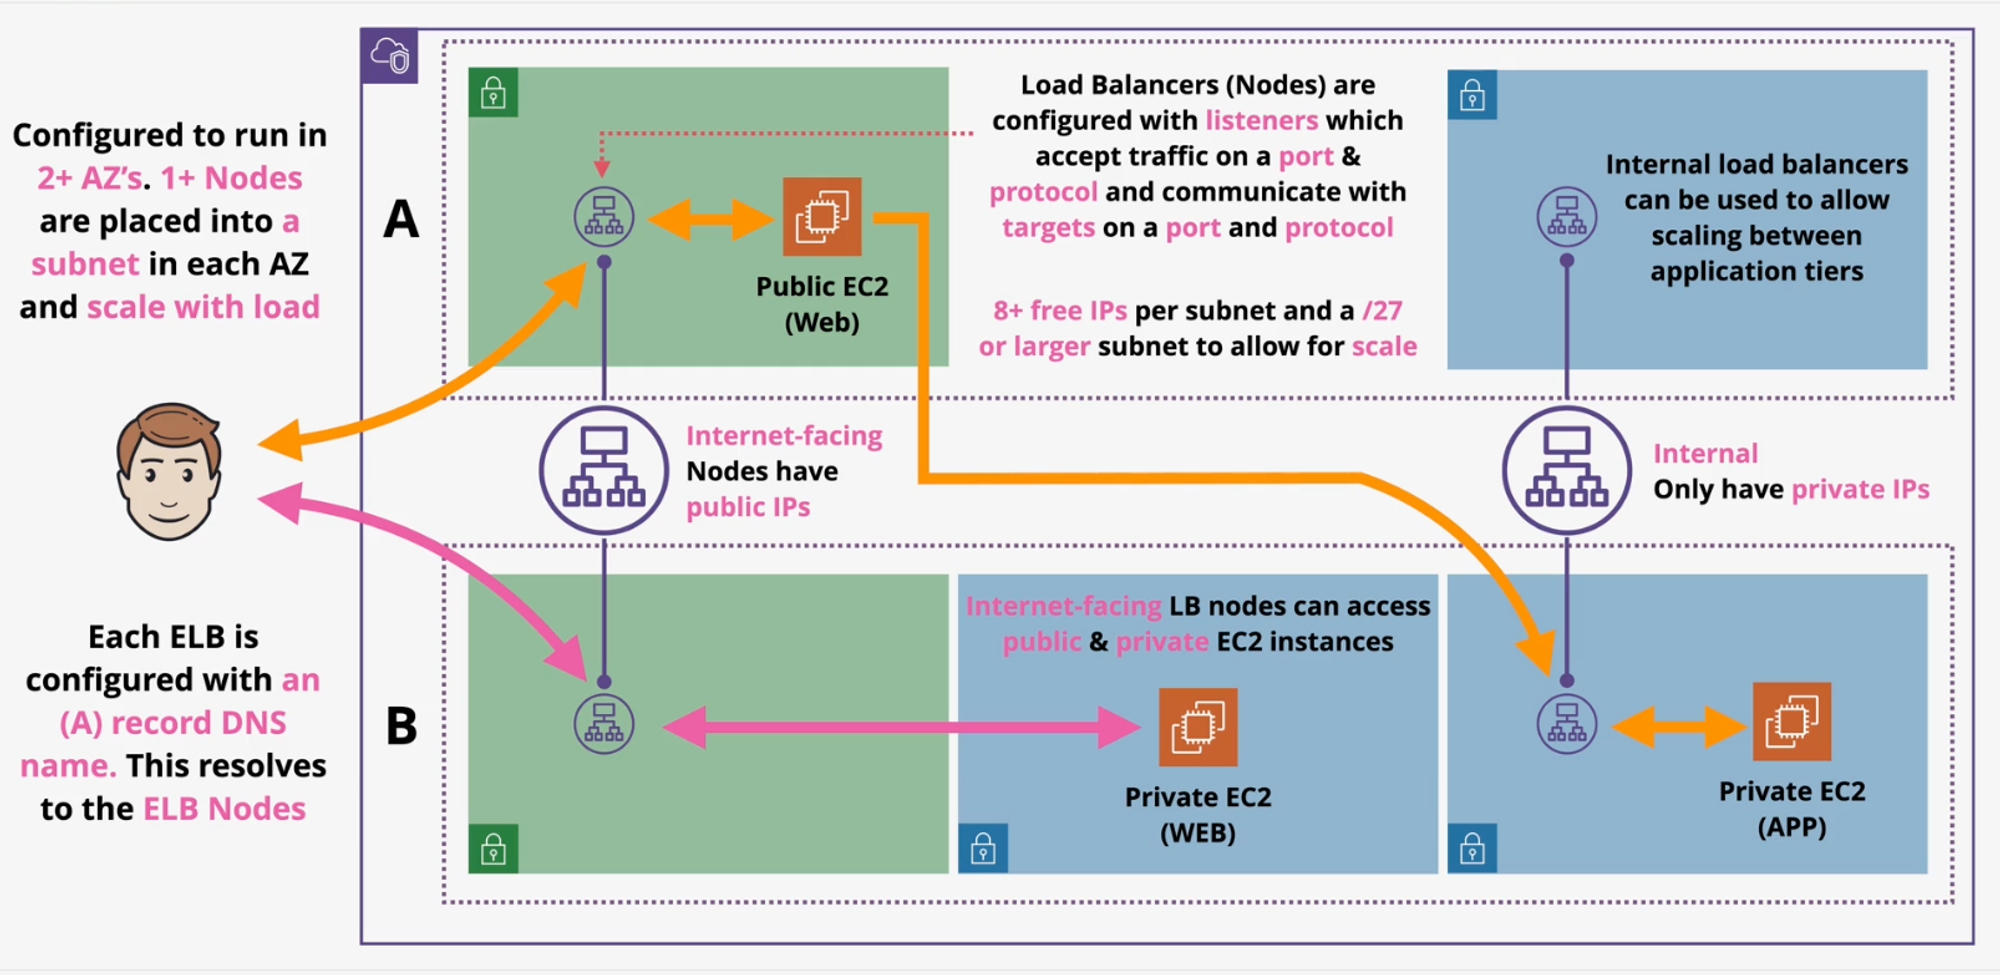 Configured to run in
2+ AZ's. 1+ Nodes
are placed into a
subnet in each AZ
and scale with load
Each ELB is
configured with an
(A) record DNS
name. This resolves
to the ELB Nodes
A
Public EC2
(Web)
Load Balancers (Nodes) are
configured with listeners which
accept traffic on a port &
protocol and communicate with
targets on a port and protocol
8+ free IPs per subnet and a /27
or larger subnet to allow for scale
Internal load balancers
can be used to allow
scaling between
application tiers
Internet-facing
Nodes have
public IPs
Internal
Only have private IPs
B
Internet-facing LB nodes can access
public & private EC2 instances
Private EC2
(WEB)
Private EC2
(APP)